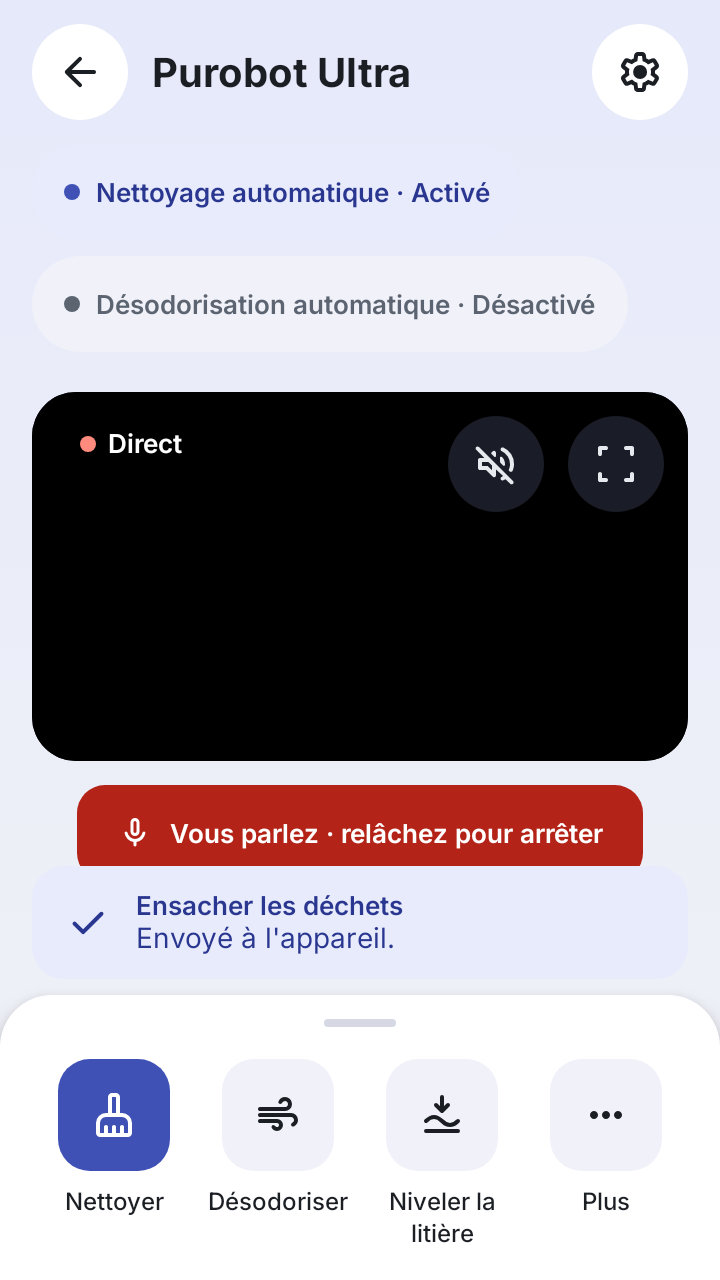 Purobot Ultra
Nettoyage automatique · Activé
Désodorisation automatique · Désactivé
Direct
Vous parlez · relâchez pour arrêter
Ensacher les déchets
Envoyé à l'appareil.
Nettoyer
Désodoriser
Niveler la
litière
Plus